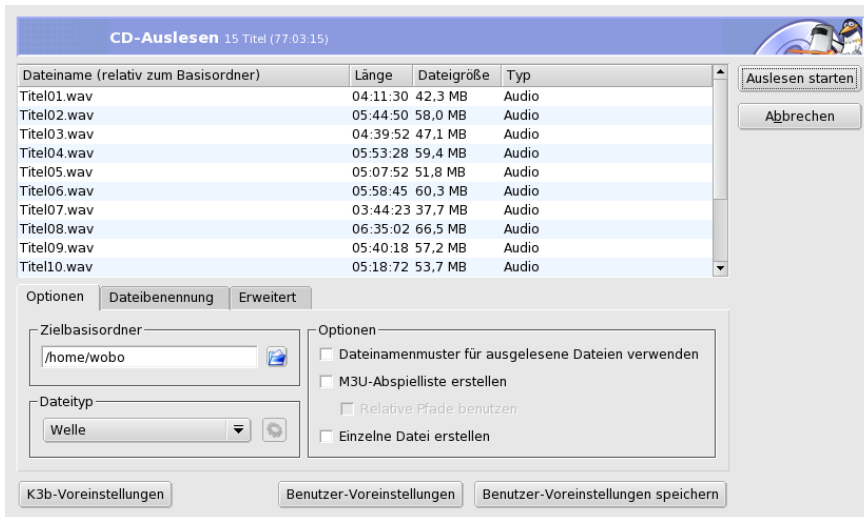 CD-Auslesen 15 Titel (77:03:15)
Dateiname (relativ zum Basisordner) Länge Dateigröße Typ
Titel01.wav 04:11:30 42,3 MB Audio
Titel02.wav 05:44:50 58,0 MB Audio
Titel03.wav 04:39:52 47,1 MB Audio
Titel04.wav 05:53:28 59,4 MB Audio
Titel05.wav 05:07:52 51,8 MB Audio
Titel06.wav 05:58:45 60,3 MB Audio
Titel07.wav 03:44:23 37,7 MB Audio
Titel08.wav 06:35:02 66,5 MB Audio
Titel09.wav 05:40:18 57,2 MB Audio
Titel10.wav 05:18:72 53,7 MB Audio
Auslesen starten
Abbrechen
Optionen Dateibenennung Erweitert
Zielbasisordner
/home/wobo
Dateityp
Welle
Optionen
Dateinamenmuster für ausgelesene Dateien verwenden
M3U-Abspielliste erstellen
Relative Pfade benutzen
Einzelne Datei erstellen
K3b-Voreinstellungen Benutzer-Voreinstellungen Benutzer-Voreinstellungen speichern